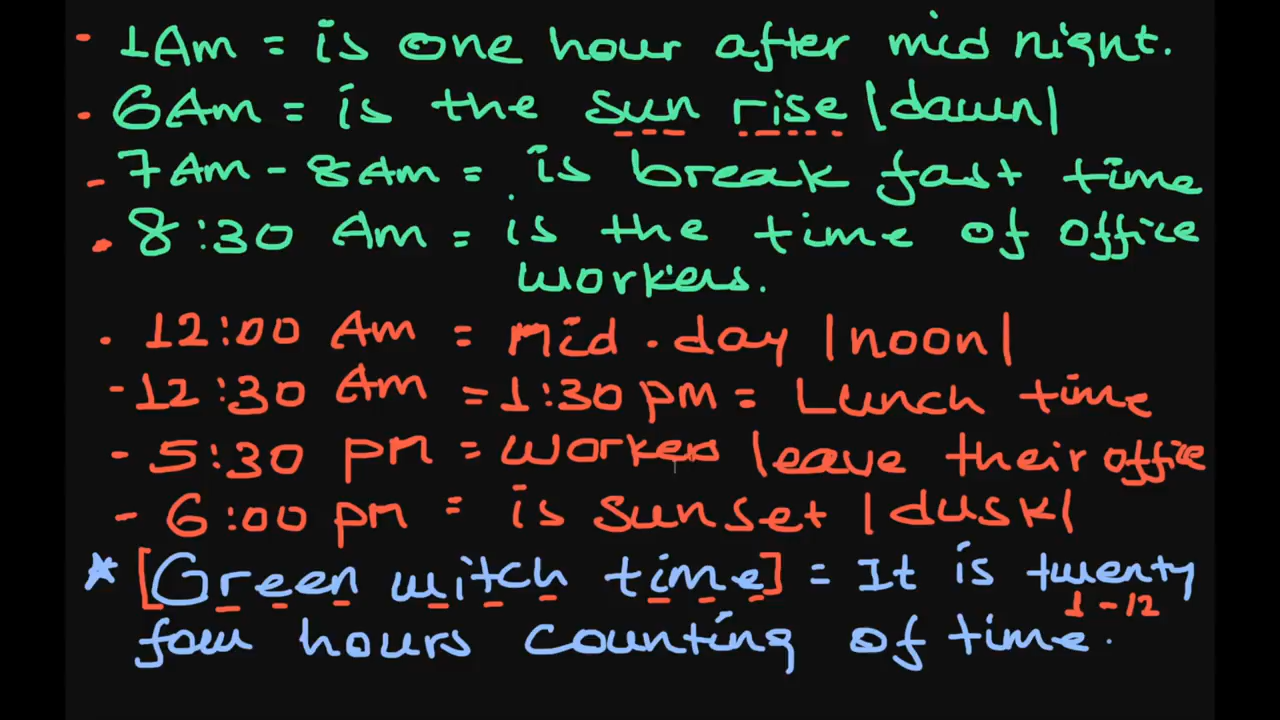 - 1Am = is one hour after mid night.
- 6Am = is the sun rise |dawn|
- 7Am - 8Am = is break fast time
- 8:30 Am = is the time of office
workers.
. 12:00 Am = Mid.day |noon|
- 12:30 Am = 1:30 pm = Lunch time
- 5:30 pm = workers leave their office
- 6:00 pm = is sunset |dusk|
* [Green witch time] = It is twenty
1-12
four hours counting of time.